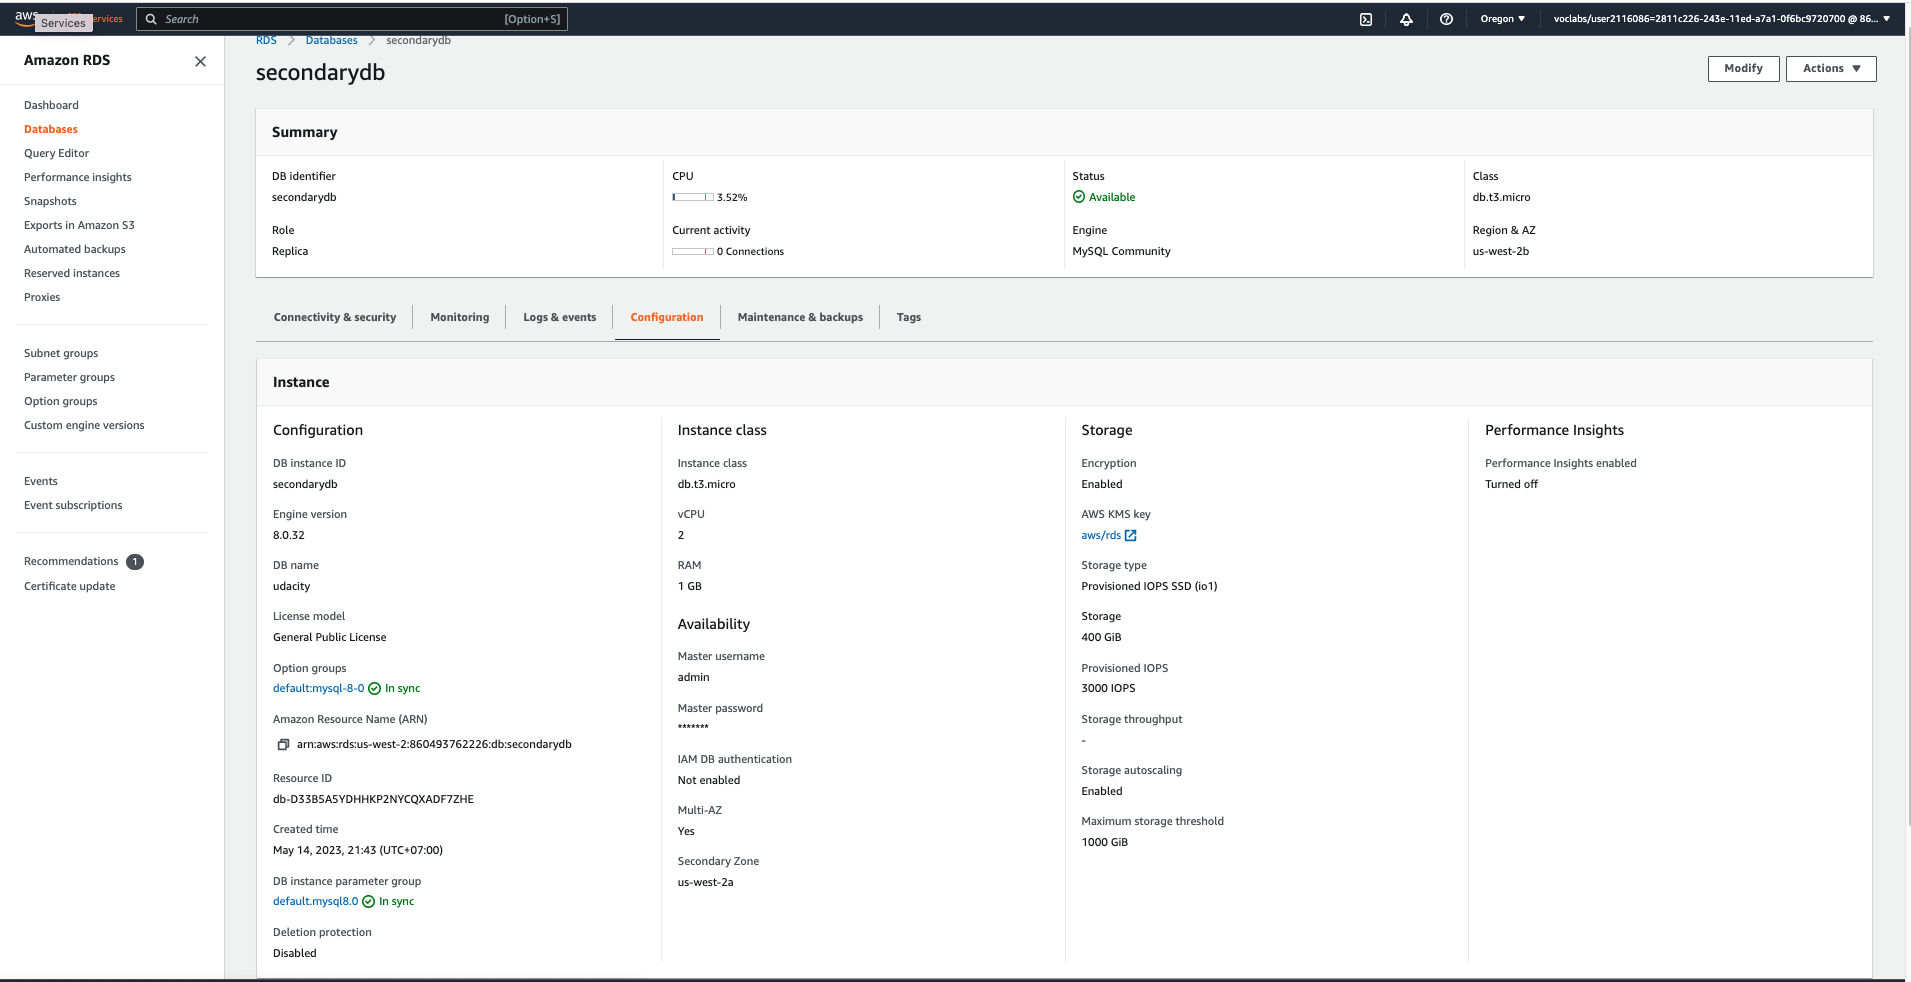 aws
Services
ervices
Search
[Option+S]
Oregon ▼
voclabs/user2116086=2811c226-243e-11ed-a7a1-0f6bc9720700 @ 86... ▼
Amazon RDS
Dashboard
Databases
Query Editor
Performance insights
Snapshots
Exports in Amazon S3
Automated backups
Reserved instances
Proxies
Subnet groups
Parameter groups
Option groups
Custom engine versions
Events
Event subscriptions
Recommendations 1
Certificate update
RDS > Databases > secondarydb
secondarydb
Modify
Actions ▼
Summary
DB identifier
secondarydb
Role
Replica
CPU
3.52%
Current activity
0 Connections
Status
Available
Engine
MySQL Community
Class
db.t3.micro
Region & AZ
us-west-2b
Connectivity & security
Monitoring
Logs & events
Configuration
Maintenance & backups
Tags
Instance
Configuration
DB instance ID
secondarydb
Engine version
8.0.32
DB name
udacity
License model
General Public License
Option groups
default:mysql-8-0 In sync
Amazon Resource Name (ARN)
arn:aws:rds:us-west-2:860493762226:db:secondarydb
Resource ID
db-D33B5A5YDHHKP2NYCQXADF7ZHE
Created time
May 14, 2023, 21:43 (UTC+07:00)
DB instance parameter group
default.mysql8.0 In sync
Deletion protection
Disabled
Instance class
Instance class
db.t3.micro
vCPU
2
RAM
1 GB
Availability
Master username
admin
Master password
*******
IAM DB authentication
Not enabled
Multi-AZ
Yes
Secondary Zone
us-west-2a
Storage
Encryption
Enabled
AWS KMS key
aws/rds
Storage type
Provisioned IOPS SSD (io1)
Storage
400 GiB
Provisioned IOPS
3000 IOPS
Storage throughput
-
Storage autoscaling
Enabled
Maximum storage threshold
1000 GiB
Performance Insights
Performance Insights enabled
Turned off